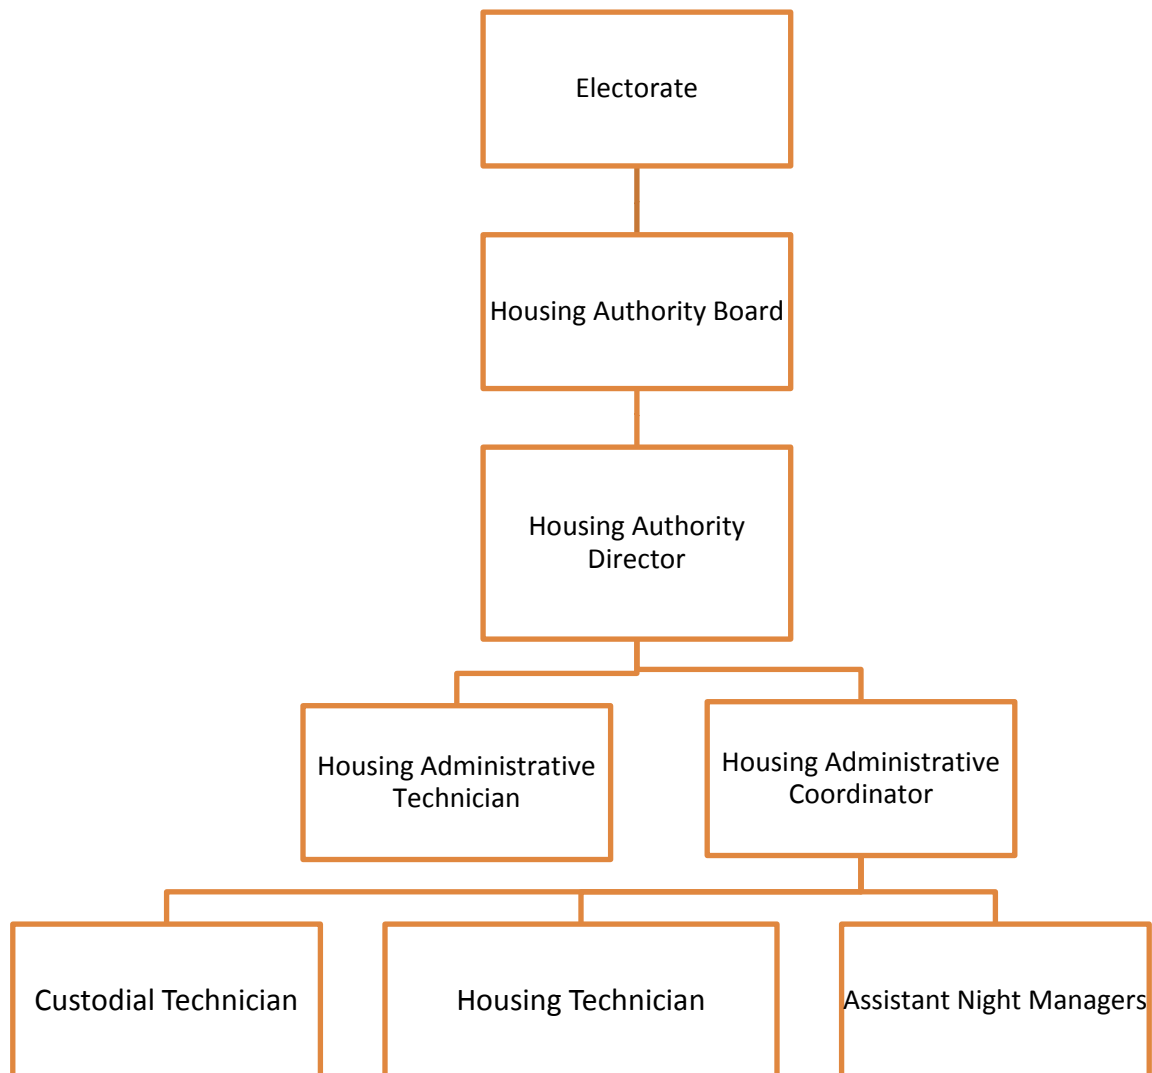 Electorate
Housing Authority Board
Housing Authority
Director
Housing Administrative
Technician
Housing Administrative
Coordinator
Custodial Technician
Housing Technician
Assistant Night Managers